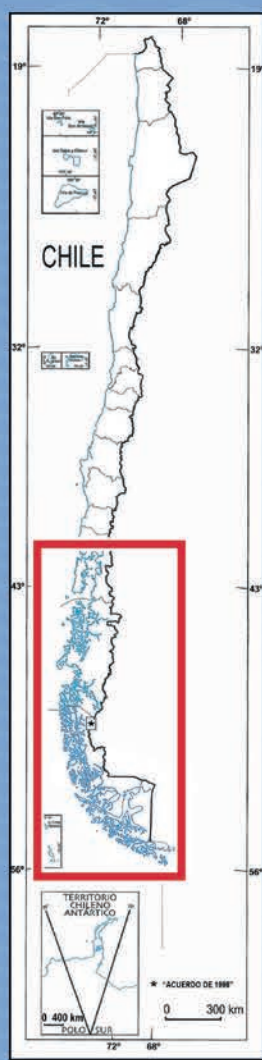 72° 68°
19° 19°
CHILE
32° 32°
43° 43°
56° 56°
TERRITORIO
CHILENO
ANTÁRTICO
0 400 km
POLO SUR
★ "ACUERDO DE 1998"
0 300 km
72° 68°